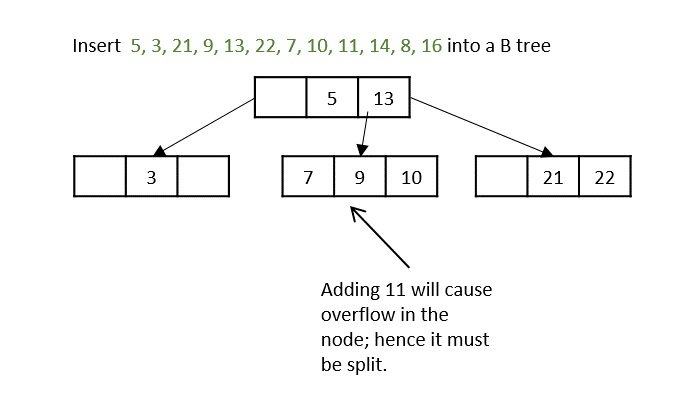 Insert 5, 3, 21, 9, 13, 22, 7, 10, 11, 14, 8, 16 into a B tree
5 13
3 7 9 10 21 22
Adding 11 will cause
overflow in the
node; hence it must
be split.